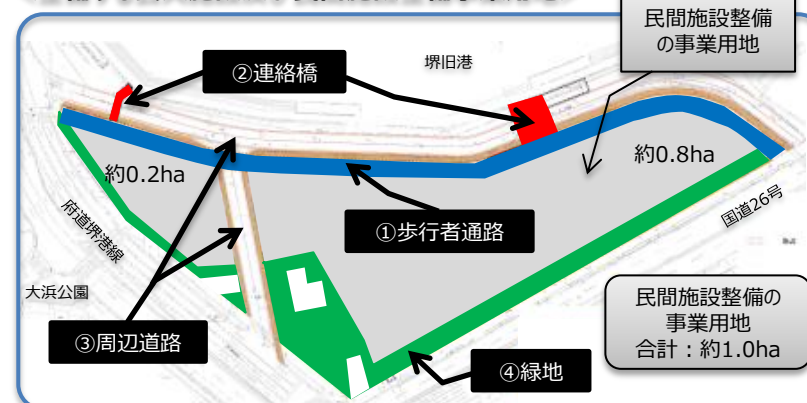 民間施設整備
の事業用地
②連絡橋
堺旧港
約0.2ha
約0.8ha
①歩行者通路
国道26号
府道堺港線
大浜公園
③周辺道路
民間施設整備の
事業用地
合計：約1.0ha
④緑地